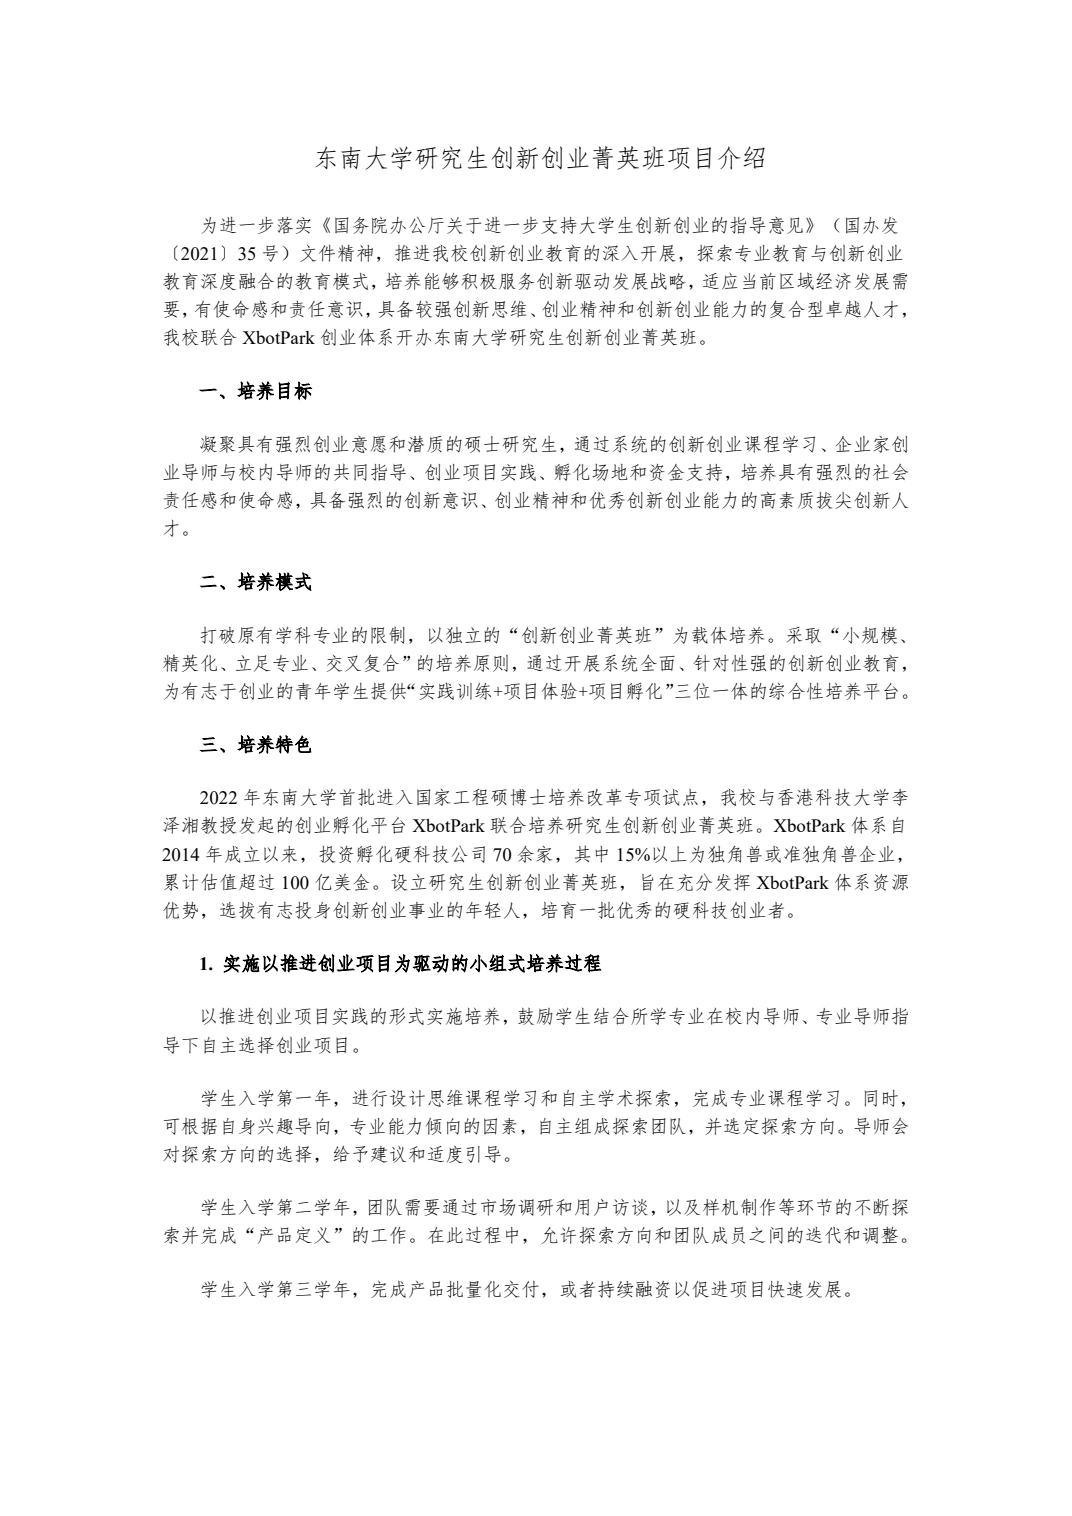 东南大学研究生创新创业菁英班项目介绍
为进一步落实《国务院办公厅关于进一步支持大学生创新创业的指导意见》（国办发
〔2021〕35 号）文件精神，推进我校创新创业教育的深入开展，探索专业教育与创新创业
教育深度融合的教育模式，培养能够积极服务创新驱动发展战略，适应当前区域经济发展需
要，有使命感和责任意识，具备较强创新思维、创业精神和创新创业能力的复合型卓越人才，
我校联合 XbotPark 创业体系开办东南大学研究生创新创业菁英班。
一、培养目标
凝聚具有强烈创业意愿和潜质的硕士研究生，通过系统的创新创业课程学习、企业家创
业导师与校内导师的共同指导、创业项目实践、孵化场地和资金支持，培养具有强烈的社会
责任感和使命感，具备强烈的创新意识、创业精神和优秀创新创业能力的高素质拔尖创新人
才。
二、培养模式
打破原有学科专业的限制，以独立的“创新创业菁英班”为载体培养。采取“小规模、
精英化、立足专业、交叉复合”的培养原则，通过开展系统全面、针对性强的创新创业教育，
为有志于创业的青年学生提供“实践训练+项目体验+项目孵化”三位一体的综合性培养平台。
三、培养特色
2022 年东南大学首批进入国家工程硕博士培养改革专项试点，我校与香港科技大学李
泽湘教授发起的创业孵化平台 XbotPark 联合培养研究生创新创业菁英班。XbotPark 体系自
2014 年成立以来，投资孵化硬科技公司 70 余家，其中 15%以上为独角兽或准独角兽企业，
累计估值超过 100 亿美金。设立研究生创新创业菁英班，旨在充分发挥 XbotPark 体系资源
优势，选拔有志投身创新创业事业的年轻人，培育一批优秀的硬科技创业者。
1. 实施以推进创业项目为驱动的小组式培养过程
以推进创业项目实践的形式实施培养，鼓励学生结合所学专业在校内导师、专业导师指
导下自主选择创业项目。
学生入学第一年，进行设计思维课程学习和自主学术探索，完成专业课程学习。同时，
可根据自身兴趣导向，专业能力倾向的因素，自主组成探索团队，并选定探索方向。导师会
对探索方向的选择，给予建议和适度引导。
学生入学第二学年，团队需要通过市场调研和用户访谈，以及样机制作等环节的不断探
索并完成“产品定义”的工作。在此过程中，允许探索方向和团队成员之间的迭代和调整。
学生入学第三学年，完成产品批量化交付，或者持续融资以促进项目快速发展。